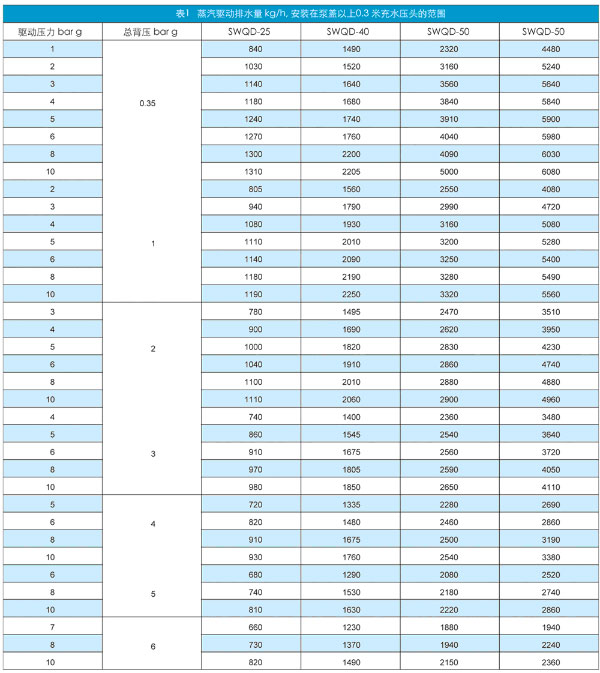 表1 蒸汽驱动排水量 kg/h, 安装在泵盖以上0.3 米充水压头的范围
驱动压力 bar g 总背压 bar g SWQD-25 SWQD-40 SWQD-50 SWQD-50
1 840 1490 2320 4480
2 1030 1520 3160 5240
3 1140 1640 3560 5640
4 0.35 1180 1680 3840 5840
5 1240 1740 3910 5900
6 1270 1760 4040 5980
8 1300 2200 4090 6030
10 1310 2205 5000 6080
2 805 1560 2550 4080
3 940 1790 2990 4720
4 1080 1930 3160 5080
5 1 1110 2010 3200 5280
6 1140 2090 3250 5400
8 1180 2190 3280 5490
10 1190 2250 3320 5560
3 780 1495 2470 3510
4 900 1690 2620 3950
5 2 1000 1820 2830 4230
6 1040 1910 2860 4740
8 1100 2010 2880 4880
10 1110 2060 2900 4960
4 740 1400 2360 3480
5 860 1545 2540 3640
6 3 910 1675 2560 3720
8 970 1805 2590 4050
10 980 1850 2650 4110
5 720 1335 2280 2690
6 4 820 1480 2460 2860
8 910 1675 2500 3190
10 930 1760 2540 3380
6 680 1290 2080 2520
8 5 740 1530 2180 2740
10 810 1630 2220 2860
7 660 1230 1880 1940
8 6 730 1370 1940 2240
10 820 1490 2150 2360